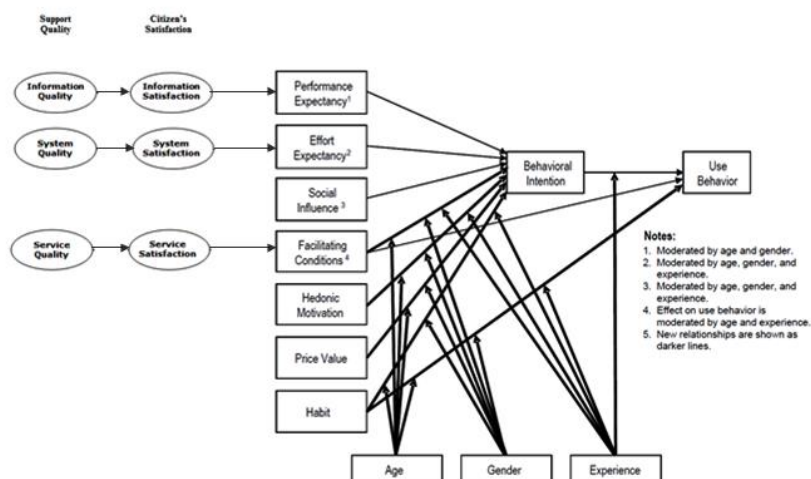 Support
Quality
Citizen's
Satisfaction
Information
Quality
Information
Satisfaction
Performance
Expectancy1
System
Quality
System
Satisfaction
Effort
Expectancy2
Behavioral
Intention
Use
Behavior
Social
Influence 3
Service
Quality
Service
Satisfaction
Facilitating
Conditions 4
Hedonic
Motivation
Price Value
Habit
Notes:
1. Moderated by age and gender.
2. Moderated by age, gender, and
experience.
3. Moderated by age, gender, and
experience.
4. Effect on use behavior is
moderated by age and experience.
5. New relationships are shown as
darker lines.
Age
Gender
Experience